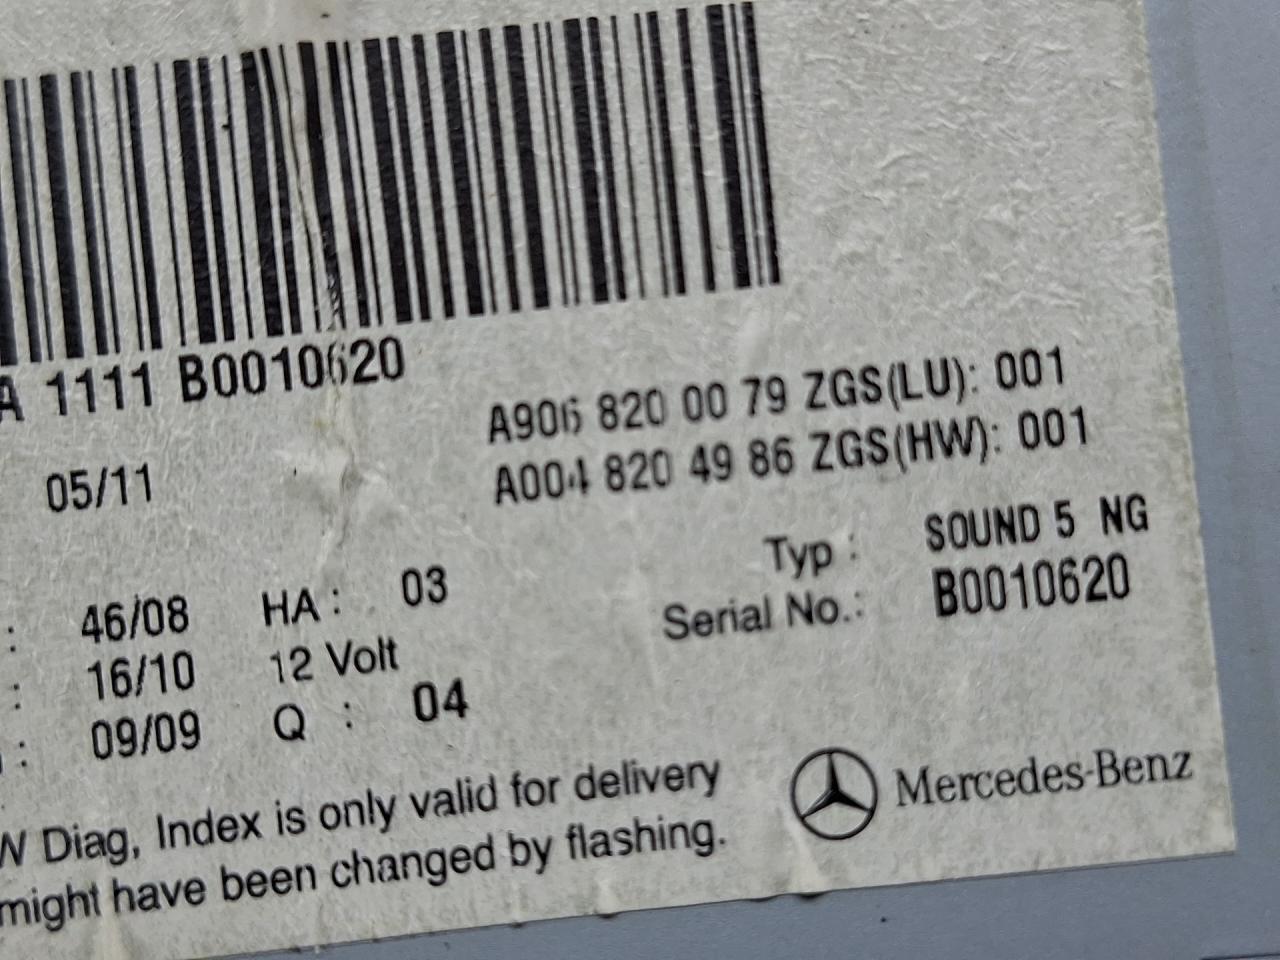 A 1111 B0010620
A906 820 00 79 ZGS(LU): 001
A004 820 49 86 ZGS(HW): 001
05/11
Typ : SOUND 5 NG
Serial No.: B0010620
: 46/08 HA: 03
: 16/10 12 Volt
: 09/09 Q : 04
W Diag, Index is only valid for delivery
might have been changed by flashing.
Mercedes-Benz